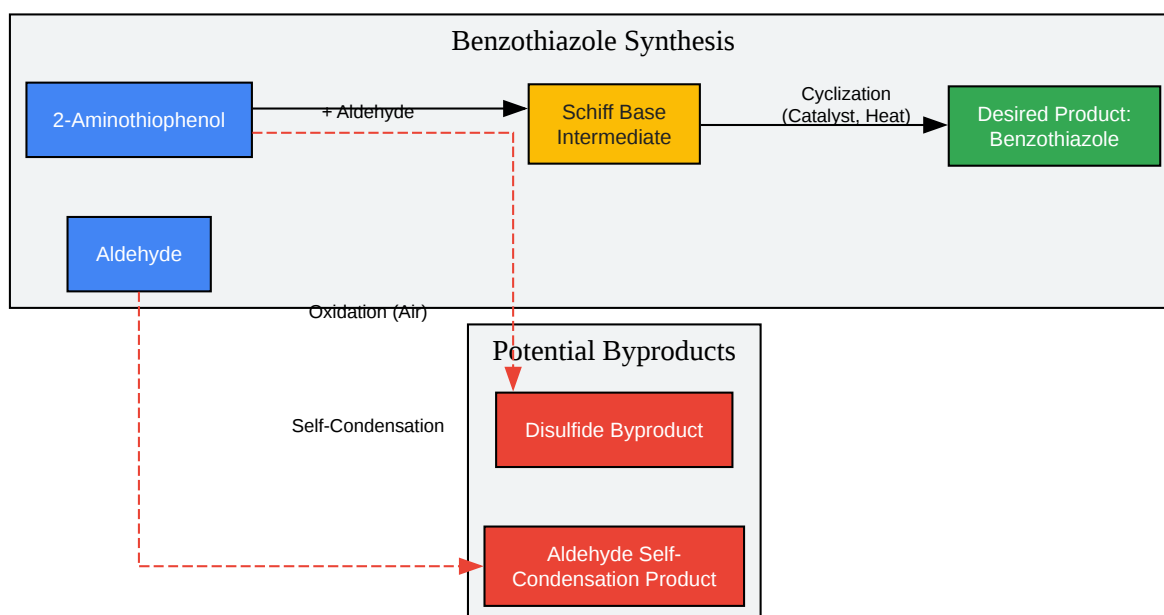 Benzothiazole Synthesis
2-Aminothiophenol
+ Aldehyde
Schiff Base
Intermediate
Cyclization
(Catalyst, Heat)
Desired Product:
Benzothiazole
Aldehyde
Oxidation (Air)
Potential Byproducts
Self-Condensation
Disulfide Byproduct
Aldehyde Self-
Condensation Product